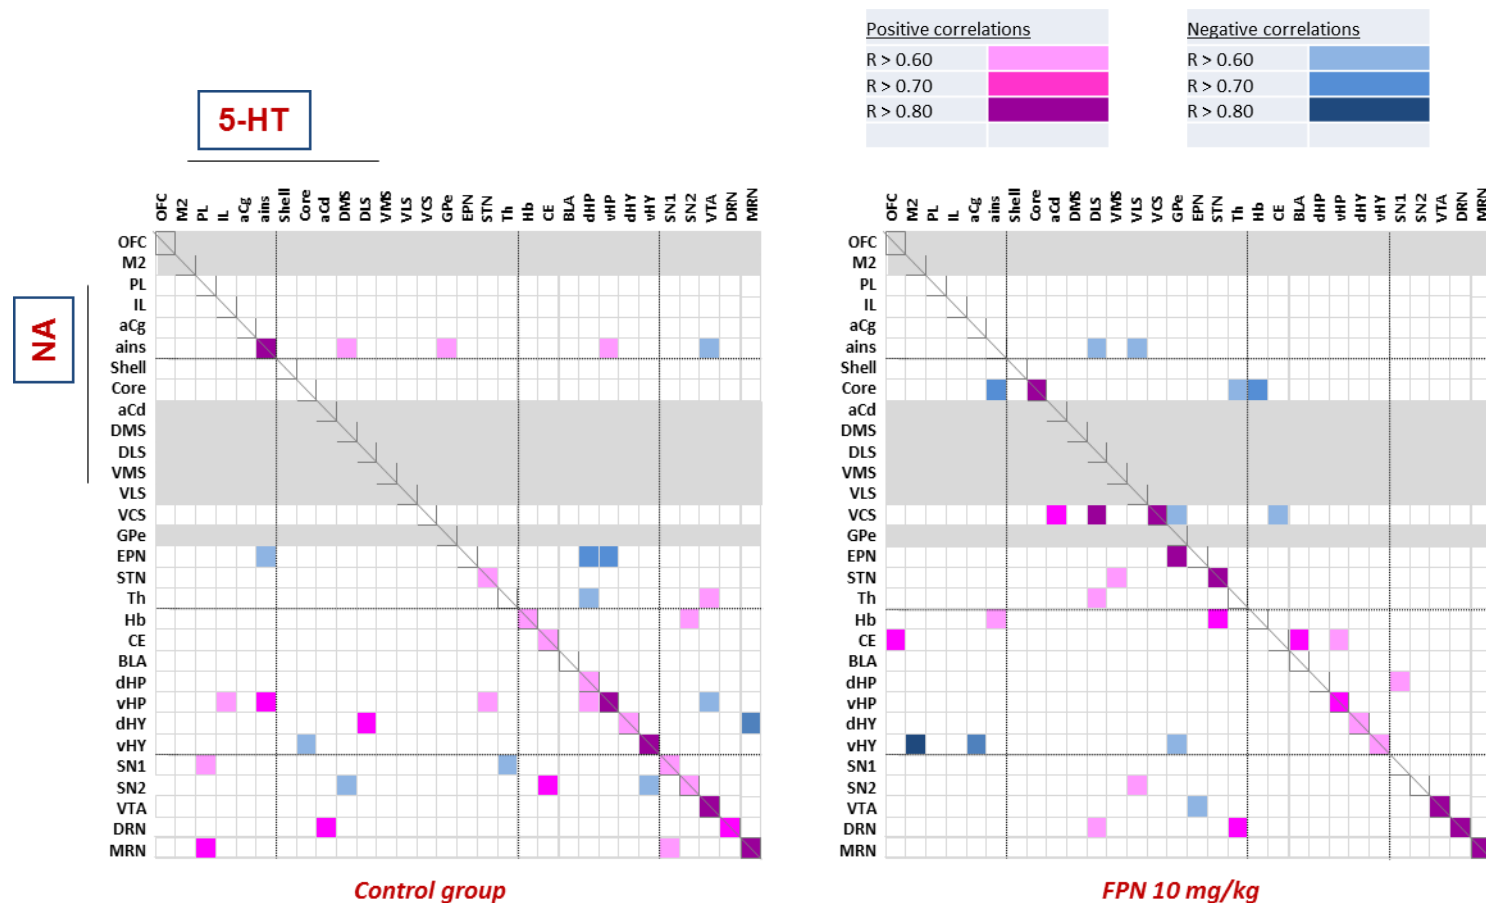 Positive correlations
R > 0.60
R > 0.70
R > 0.80
Negative correlations
R > 0.60
R > 0.70
R > 0.80
5-HT
NA
OFC M2 PL IL aCg ains Shell Core aCd DMS DLS VMS VLS VCS GPe EPN STN Th Hb CE BLA dHP vHP dHY vHY SN1 SN2 VTA DRN MRN
OFC
M2
PL
IL
aCg
ains
Shell
Core
aCd
DMS
DLS
VMS
VLS
VCS
GPe
EPN
STN
Th
Hb
CE
BLA
dHP
vHP
dHY
vHY
SN1
SN2
VTA
DRN
MRN
Control group
OFC M2 PL IL aCg ains Shell Core aCd DMS DLS VMS VLS VCS GPe EPN STN Th Hb CE BLA dHP vHP dHY vHY SN1 SN2 VTA DRN MRN
OFC
M2
PL
IL
aCg
ains
Shell
Core
aCd
DMS
DLS
VMS
VLS
VCS
GPe
EPN
STN
Th
Hb
CE
BLA
dHP
vHP
dHY
vHY
SN1
SN2
VTA
DRN
MRN
FPN 10 mg/kg